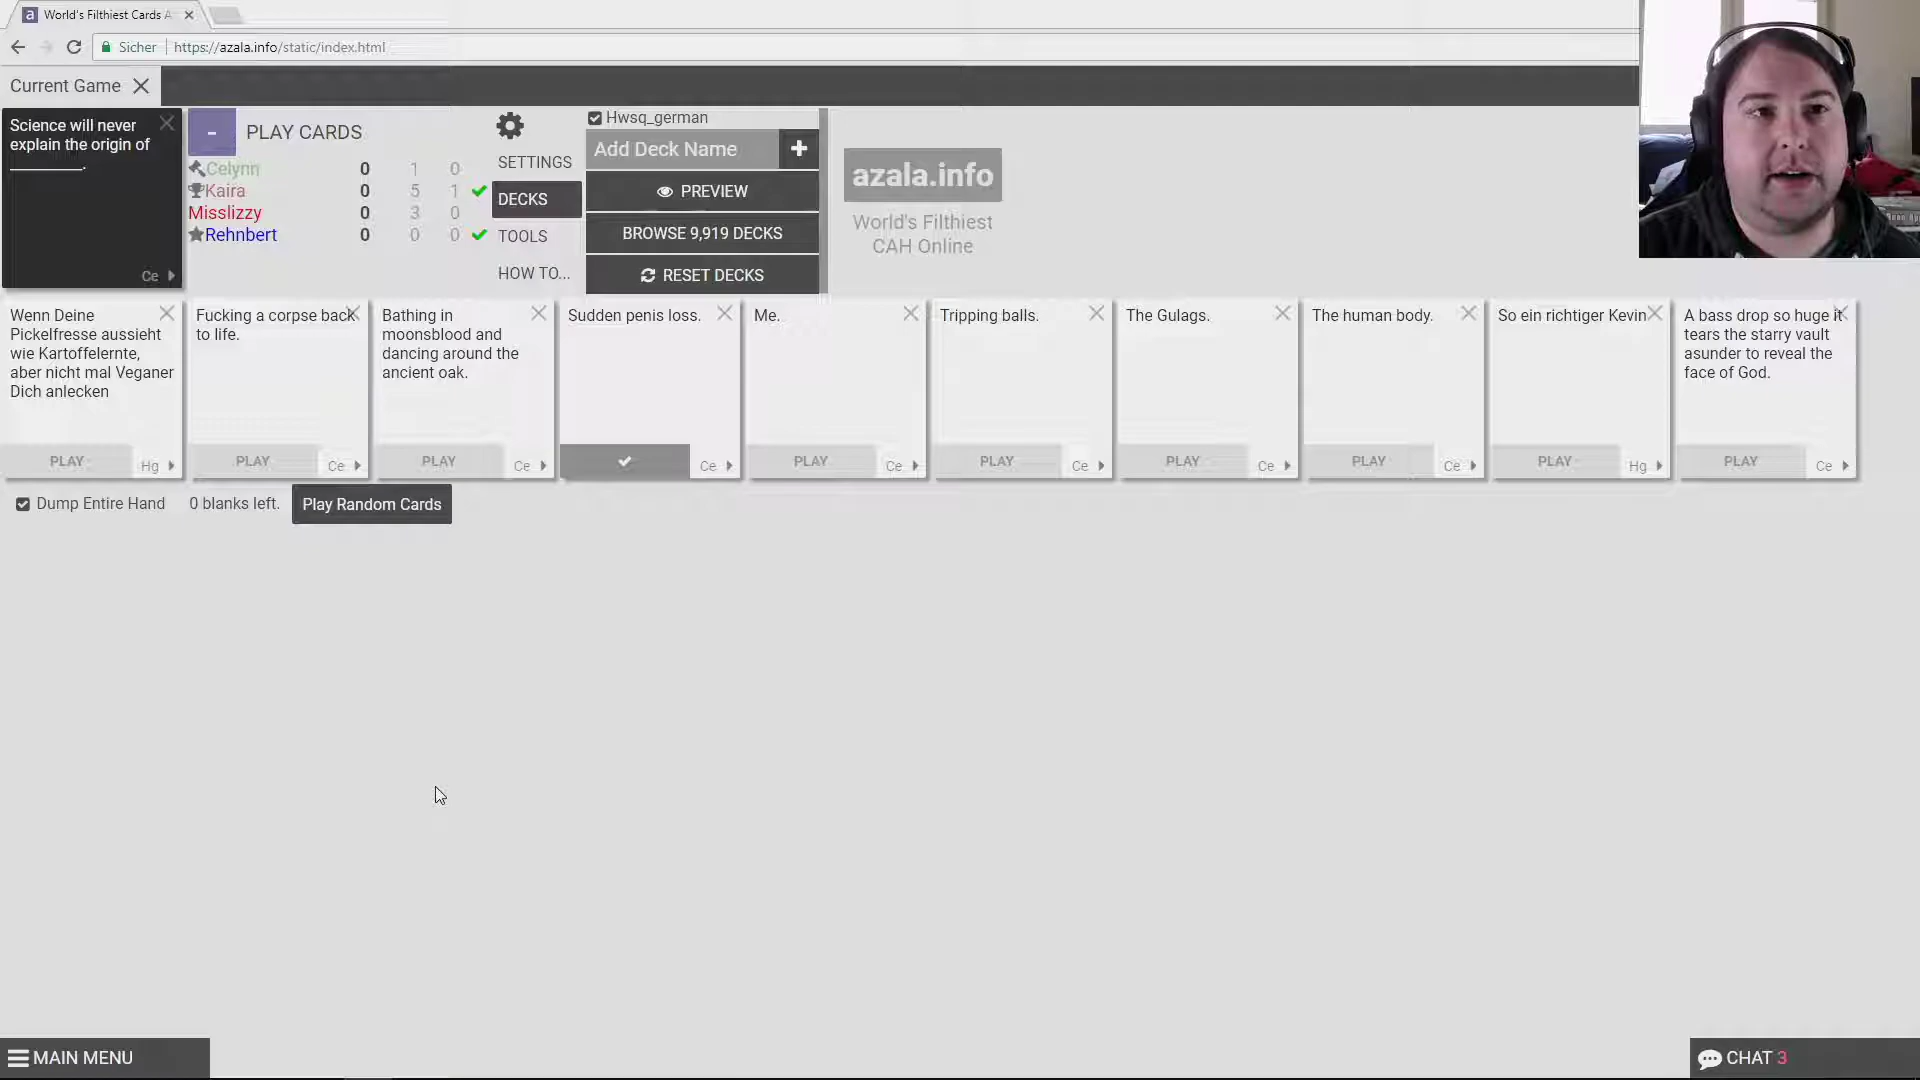 World's Filthiest Cards A
Sicher
https://azala.info/static/index.html
Current Game
Science will never
explain the origin of
________.
Ce
-
PLAY CARDS
Celynn 0 1 0
Kaira 0 5 1
Misslizzy 0 3 0
Rehnbert 0 0 0
SETTINGS
DECKS
TOOLS
HOW TO...
Hwsq_german
Add Deck Name
PREVIEW
BROWSE 9,919 DECKS
RESET DECKS
azala.info
World's Filthiest
CAH Online
Wenn Deine
Pickelfresse aussieht
wie Kartoffelernte,
aber nicht mal Veganer
Dich anlecken
PLAY
Hg
Fucking a corpse back
to life.
PLAY
Ce
Bathing in
moonsblood and
dancing around the
ancient oak.
PLAY
Ce
Sudden penis loss.
Ce
Me.
PLAY
Ce
Tripping balls.
PLAY
Ce
The Gulags.
PLAY
Ce
The human body.
PLAY
Ce
So ein richtiger Kevin
PLAY
Hg
A bass drop so huge it
tears the starry vault
asunder to reveal the
face of God.
PLAY
Ce
Dump Entire Hand
0 blanks left.
Play Random Cards
MAIN MENU
CHAT 3